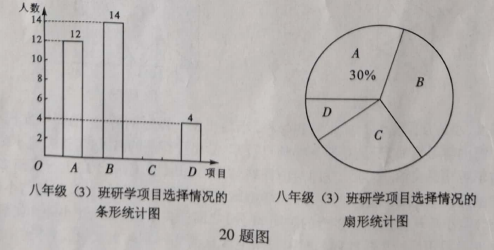 人数
14
12
10
8
6
4
2
O
12
14
4
A
B
C
D
项目
八年级（3）班研学项目选择情况的
条形统计图
A
30%
B
C
D
八年级（3）班研学项目选择情况的
扇形统计图
20题图